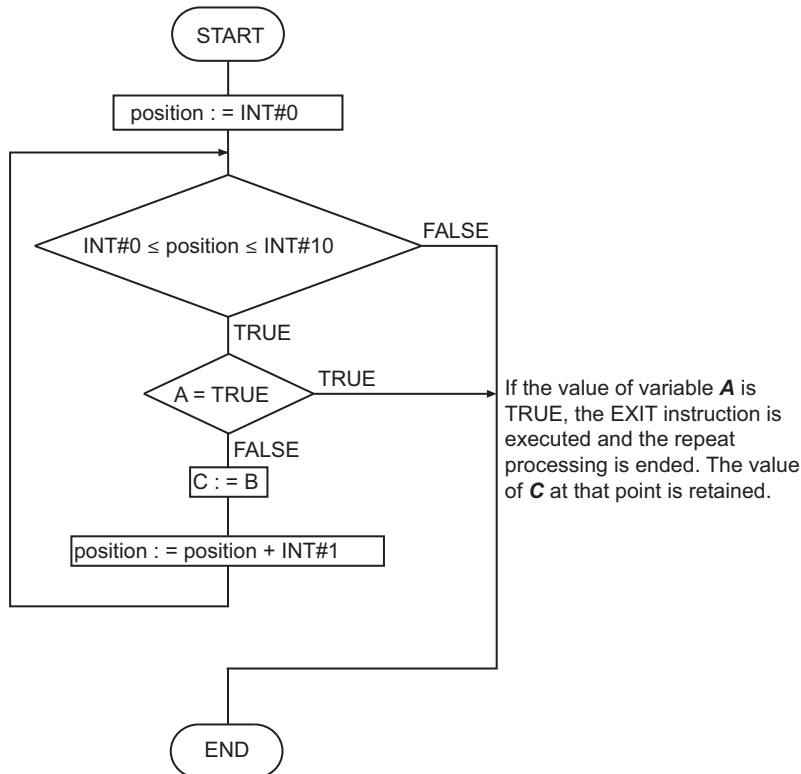 START
position : = INT#0
INT#0 ≤ position ≤ INT#10
FALSE
TRUE
A = TRUE
TRUE
If the value of variable A is
TRUE, the EXIT instruction is
executed and the repeat
processing is ended. The value
of C at that point is retained.
FALSE
C : = B
position : = position + INT#1
END